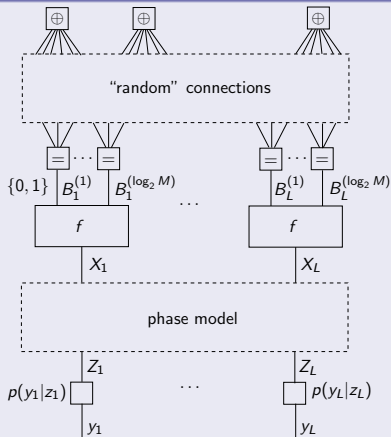 ⊕ ⊕ ⊕
“random” connections
= ··· = = ··· =
{0, 1} B_1^{(1)} B_1^{(log_2 M)} ··· B_L^{(1)} B_L^{(log_2 M)}
f f
X_1 X_L
phase model
Z_1 Z_L
p(y_1|z_1) ··· p(y_L|z_L)
y_1 y_L